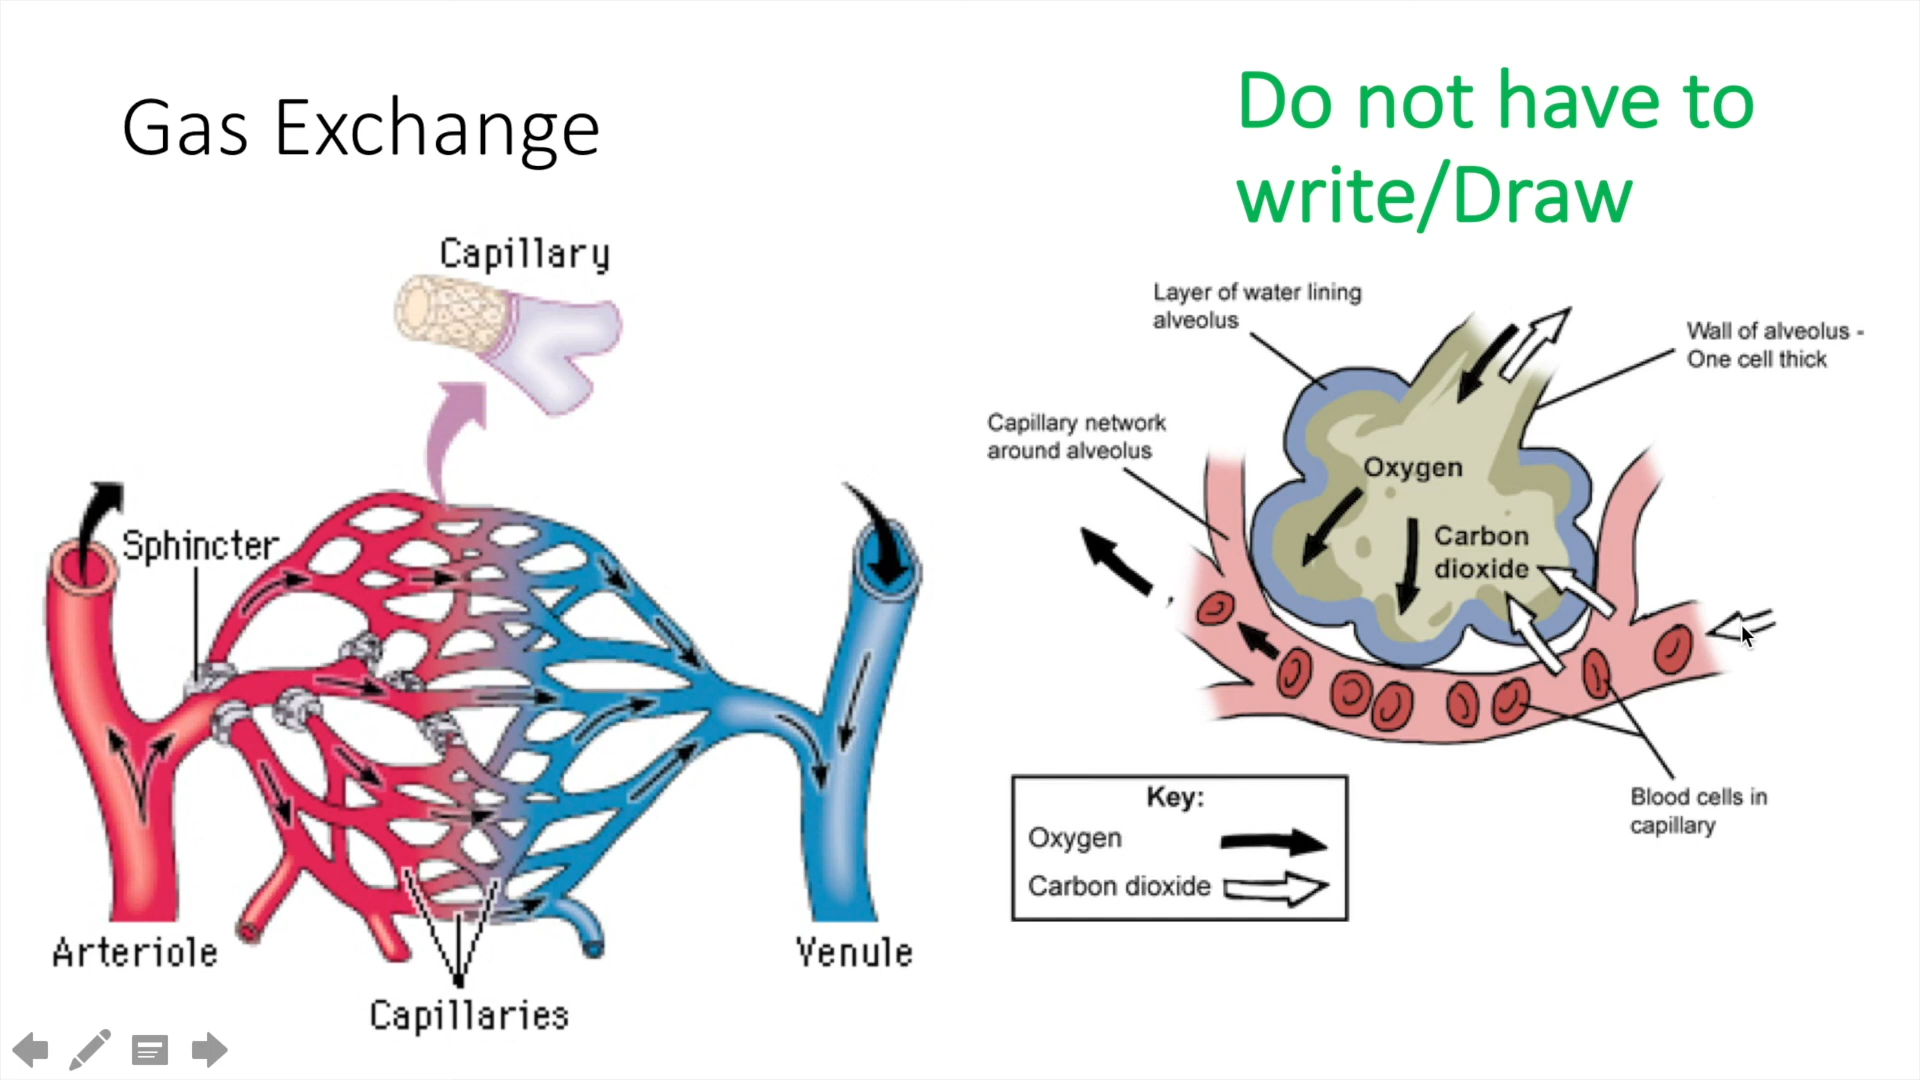 Gas Exchange
Do not have to
write/Draw
Capillary
Sphincter
Arteriole
Capillaries
Venule
Layer of water lining
alveolus
Wall of alveolus -
One cell thick
Capillary network
around alveolus
Oxygen
Carbon
dioxide
Blood cells in
capillary
Key:
Oxygen
Carbon dioxide